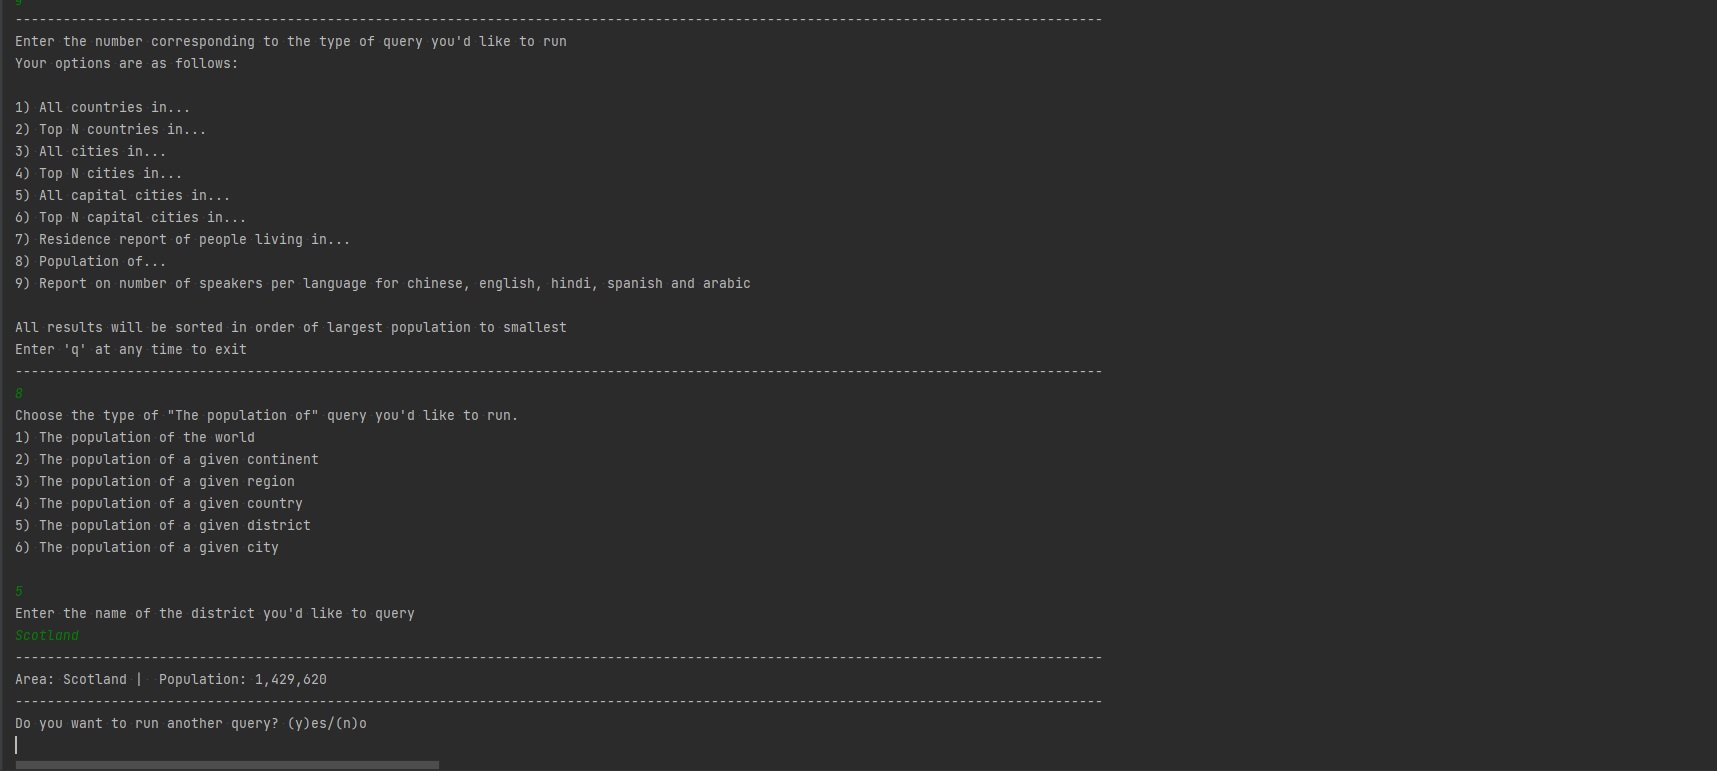 ------------------------------------------------------------------------------------------------------------------------------------------
Enter the number corresponding to the type of query you'd like to run
Your options are as follows:
1) All countries in...
2) Top N countries in...
3) All cities in...
4) Top N cities in...
5) All capital cities in...
6) Top N capital cities in...
7) Residence report of people living in...
8) Population of...
9) Report on number of speakers per language for chinese, english, hindi, spanish and arabic
All results will be sorted in order of largest population to smallest
Enter 'q' at any time to exit
------------------------------------------------------------------------------------------------------------------------------------------
8
Choose the type of "The population of" query you'd like to run.
1) The population of the world
2) The population of a given continent
3) The population of a given region
4) The population of a given country
5) The population of a given district
6) The population of a given city
5
Enter the name of the district you'd like to query
Scotland
------------------------------------------------------------------------------------------------------------------------------------------
Area: Scotland |  Population: 1,429,620
------------------------------------------------------------------------------------------------------------------------------------------
Do you want to run another query? (y)es/(n)o